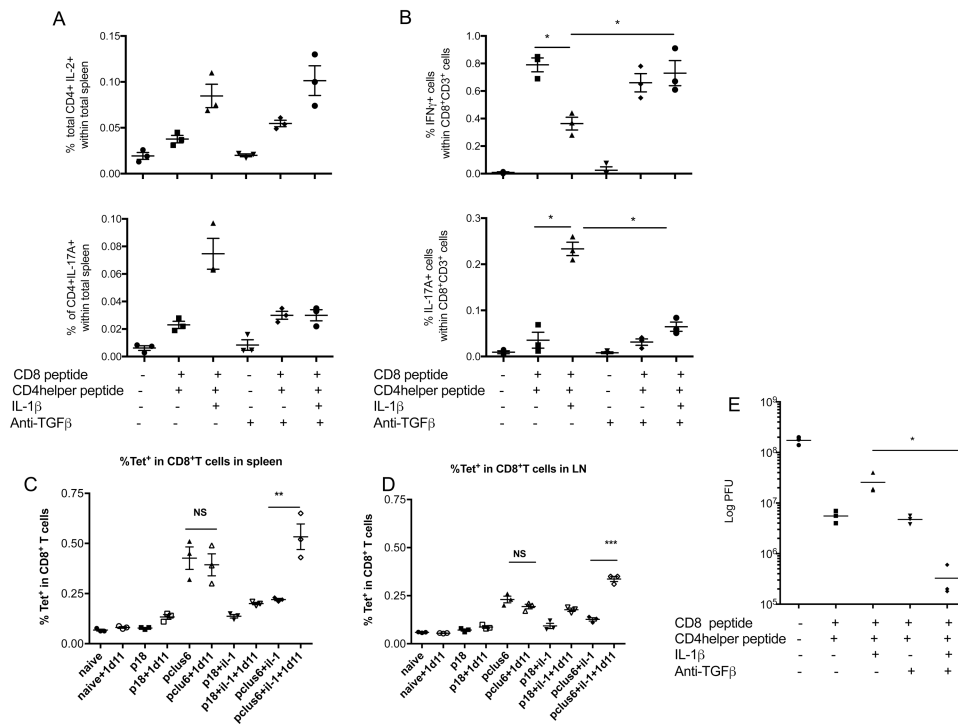 A
% total CD4+ IL-2+
within total spleen
0.15
0.10
0.05
0.00
% of CD4+IL-17A+
within total spleen
0.10
0.08
0.06
0.04
0.02
0.00
CD8 peptide - + + - + +
CD4helper peptide - + + - + +
IL-1β - - + - - +
Anti-TGFβ - - - + + +
B
% IFNγ+ cells
within CD8+CD3+ cells
1.0
0.8
0.6
0.4
0.2
0.0
* *
% IL-17A+ cells
within CD8+CD3+ cells
0.3
0.2
0.1
0.0
* *
CD8 peptide - + + - + +
CD4helper peptide - + + - + +
IL-1β - - + - - +
Anti-TGFβ - - - + + +
%Tet+ in CD8+T cells in spleen
C
% Tet+ in CD8+ T cells
0.75
0.50
0.25
0.00
NS
**
naive
naive+1d11
p18
p18+1d11
pclus6
pclu6+1d11
p18+il-1
p18+il-1+1d11
pclus6+il-1
pclus6+il-1+1d11
%Tet+ in CD8+T cells in LN
D
% Tet+ in CD8+ T cells
0.75
0.50
0.25
0.00
NS
***
naive
naive+1d11
p18
p18+1d11
pclus6
pclu6+1d11
p18+il-1
p18+il-1+1d11
pclus6+il-1
pclus6+il-1+1d11
E
Log PFU
10⁹
10⁸
10⁷
10⁶
10⁵
*
CD8 peptide - + + + +
CD4helper peptide - + + + +
IL-1β - - + - +
Anti-TGFβ - - - + +